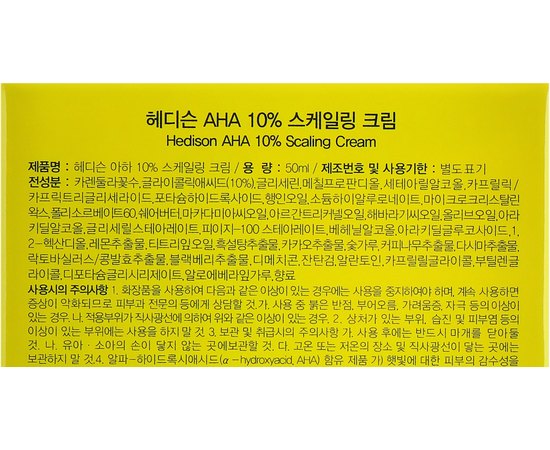 헤디슨 AHA 10% 스케일링 크림
Hedison AHA 10% Scaling Cream
제품명 : 헤디슨 아하 10% 스케일링 크림 / 용 량 : 50ml / 제조번호 및 사용기한 : 별도표기
전성분 : 카렌둘라꽃수,글라이콜릭애씨드(10%),글리세린,메칠프로판디올,세테아릴알코올,카프릴릭/
카프릭트리글리세라이드,포타슘하이드록사이드,행인오일,소듐하이알루로네이트,마이크로크리스탈린
왁스,폴리소르베이트60,쉐어버터,마카다미아씨오일,아르간트리커넬오일,해바라기씨오일,올리브오일,아라
키딜알코올,글리세릴스테아레이트,피이지-100 스테아레이트,베헤닐알코올,아라키딜글루코사이드,1,
2-헥산디올,레몬추출물,티트리잎오일,흑설탕추출물,카카오추출물,숯가루,커피나무추출물,다시마추출물,
락토바실러스/콩발효추출물,블랙베리추출물,디메치콘,잔탄검,알란토인,카프릴릴글라이콜,부틸렌글
라이콜,디포타슘글리시리제이트,알로에베라잎가루,향료
사용시의 주의사항 1. 화장품을 사용하여 다음과 같은 이상이 있는 경우에는 사용을 중지하여야 하며, 계속 사용하면
증상이 악화되므로 피부과 전문의 등에게 상담할 것. 가. 사용 중 붉은 반점, 부어오름, 가려움증, 자극 등의 이상이
있는 경우. 나. 적용부위가 직사광선에 의하여 위와 같은 이상이 있는 경우. 2. 상처가 있는 부위, 습진 및 피부염 등의
이상이 있는 부위에는 사용을 하지 말 것. 3. 보관 및 취급시의 주의사항 가. 사용 후에는 반드시 마개를 닫아둘
것. 나. 유아·소아의 손이 닿지 않는 곳에보관할 것. 다. 고온 또는 저온의 장소 및 직사광선이 닿는 곳에는
보관하지 말 것.4. 알파-하이드록시애시드(α-hydroxyacid, AHA) 함유 제품 가) 햇빛에 대한 피부의 감수성을